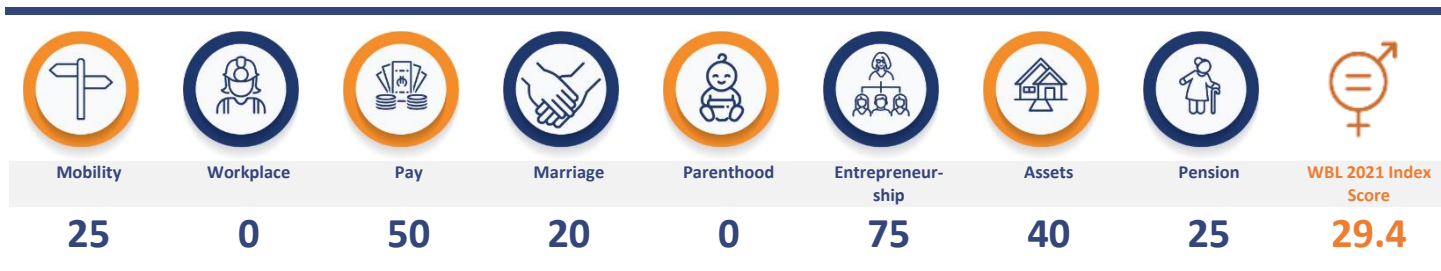 Mobility Workplace Pay Marriage Parenthood Entrepreneur- Assets Pension WBL 2021 Index
ship Score
25 0 50 20 0 75 40 25 29.4